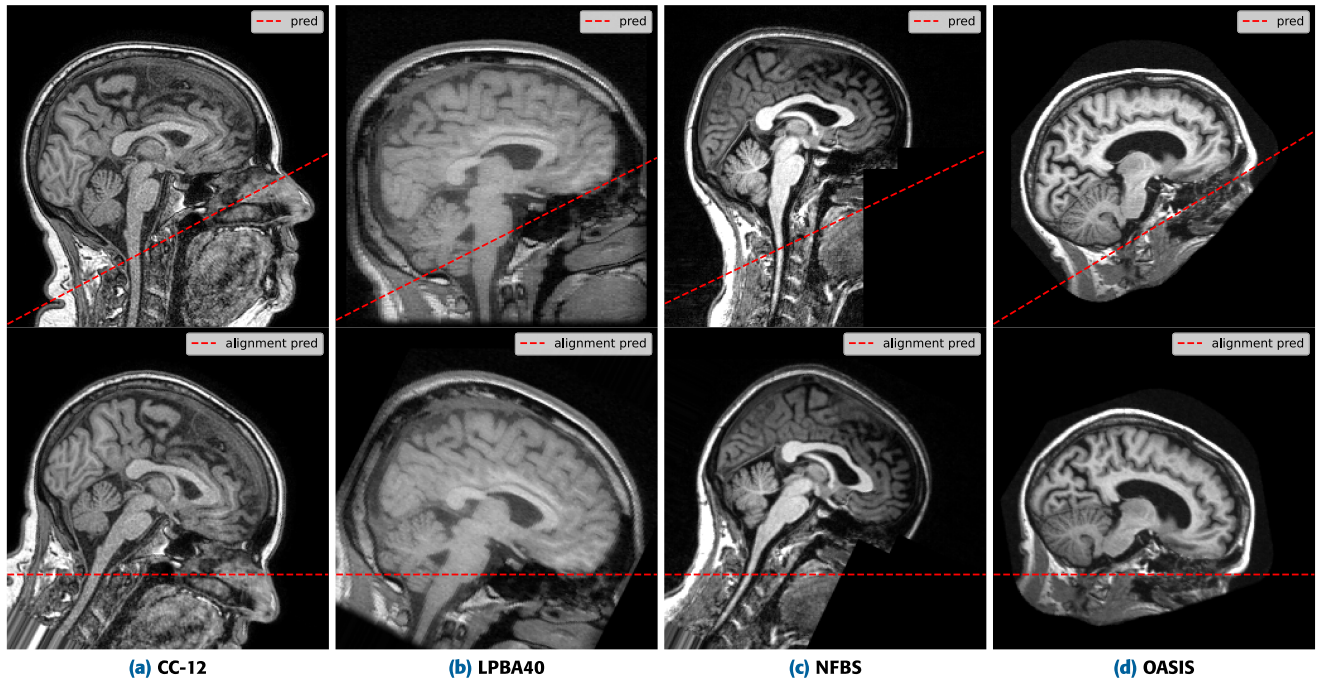 pred
pred
pred
pred
alignment pred
alignment pred
alignment pred
alignment pred
(a) CC-12
(b) LPBA40
(c) NFBS
(d) OASIS